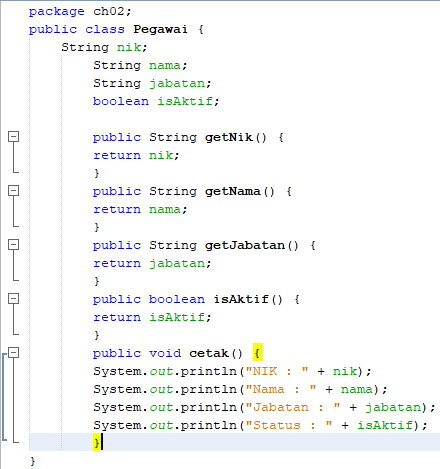 package ch02;
public class Pegawai {
String nik;
String nama;
String jabatan;
boolean isAktif;
public String getNik() {
return nik;
}
public String getNama() {
return nama;
}
public String getJabatan() {
return jabatan;
}
public boolean isAktif() {
return isAktif;
}
public void cetak() {
System.out.println("NIK : " + nik);
System.out.println("Nama : " + nama);
System.out.println("Jabatan : " + jabatan);
System.out.println("Status : " + isAktif);
}
}